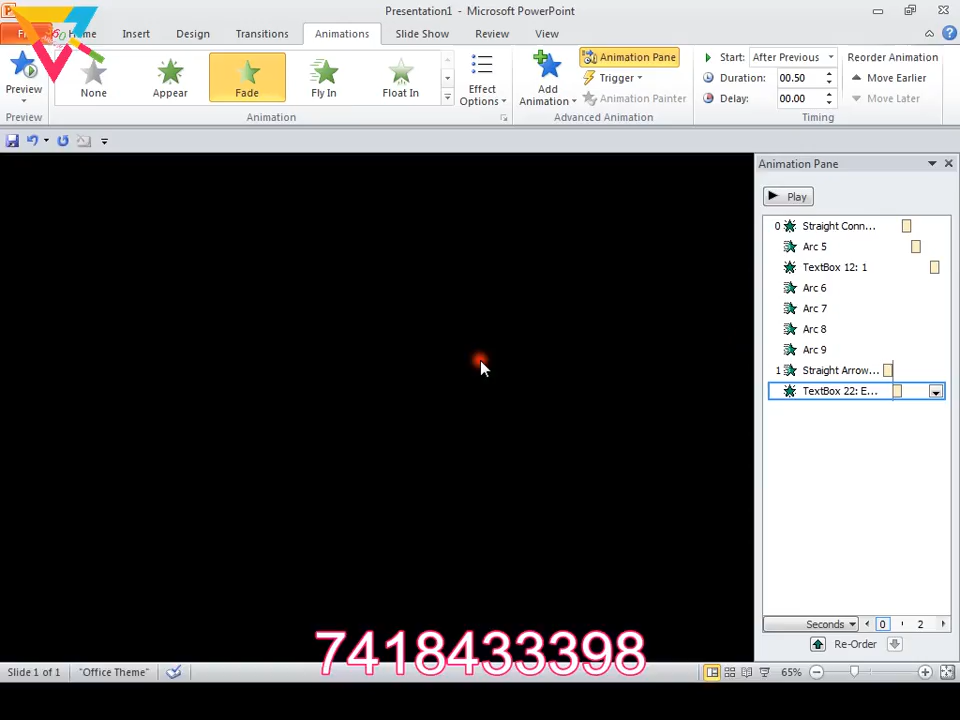 Presentation1 - Microsoft PowerPoint
Insert Design Transitions Animations Slide Show Review View
Preview None Appear Fade Fly In Float In Effect Options Add Animation Animation Pane Trigger Animation Painter
Start: After Previous Reorder Animation
Duration: 00.50 Move Earlier
Delay: 00.00 Move Later
Preview Animation Advanced Animation Timing
Animation Pane
Play
0 Straight Conn...
Arc 5
TextBox 12: 1
Arc 6
Arc 7
Arc 8
Arc 9
1 Straight Arrow...
TextBox 22: E...
Seconds 0 2
Re-Order
7418433398
Slide 1 of 1 "Office Theme" 65%